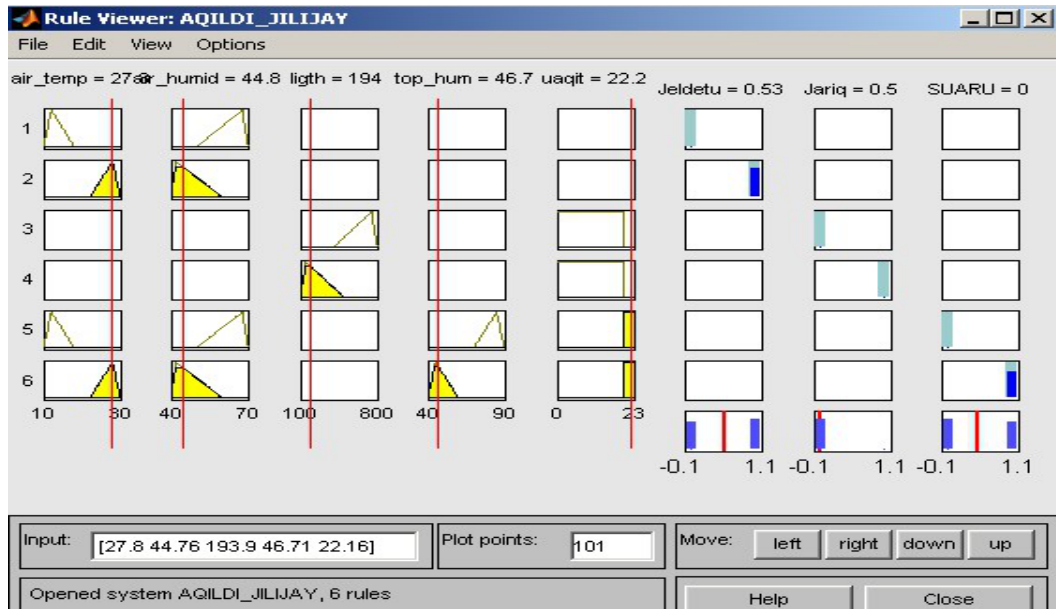 Rule Viewer: AQILDI_JILIJAY
File Edit View Options
air_temp = 27.8 air_humid = 44.8 ligth = 194 top_hum = 46.7 uaqit = 22.2 Jeldetu = 0.53 Jariq = 0.5 SUARU = 0
1
2
3
4
5
6
10 30 40 70 100 800 40 90 0 23
-0.1 1.1 -0.1 1.1 -0.1 1.1
Input: [27.8 44.76 193.9 46.71 22.16] Plot points: 101 Move: left right down up
Opened system AQILDI_JILIJAY, 6 rules Help Close